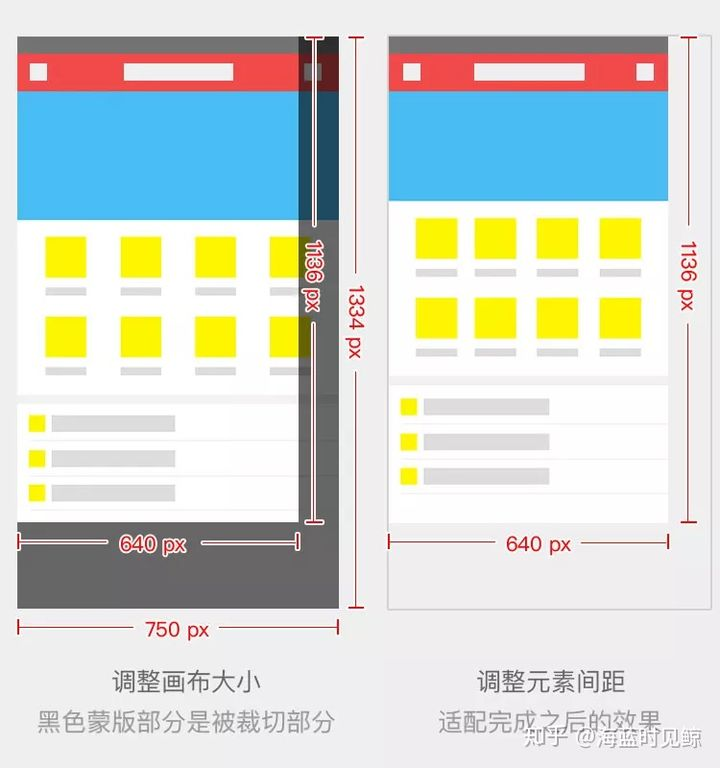 1136 px
1334 px
1136 px
640 px
640 px
750 px
调整画布大小
调整元素间距
黑色蒙版部分是被裁切部分
适配完成之后的效果
知乎 @海蓝时见鲸